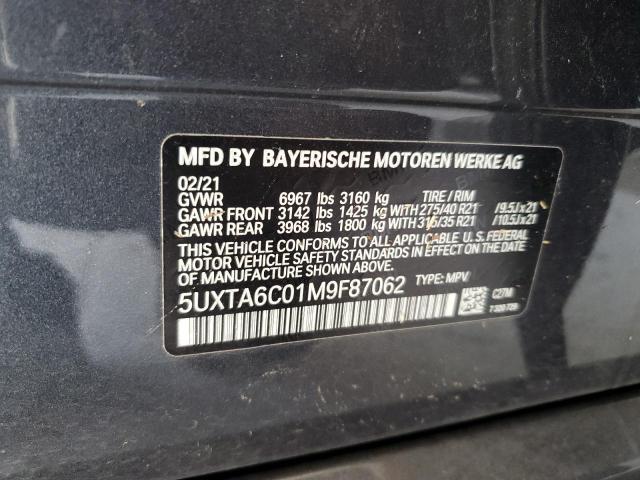 MFD BY BAYERISCHE MOTOREN WERKE AG
02/21
GVWR 6967 lbs 3160 kg TIRE / RIM
GAWR FRONT 3142 lbs 1425 kg WITH 275/40 R21 /9.5Jx21
GAWR REAR 3968 lbs 1800 kg WITH 315/35 R21 /10.5Jx21
THIS VEHICLE CONFORMS TO ALL APPLICABLE U.S. FEDERAL
MOTOR VEHICLE SAFETY STANDARDS IN EFFECT ON THE DATE
OF MANUFACTURE SHOWN ABOVE.
5UXTA6C01M9F87062 TYPE: MPV
C27M